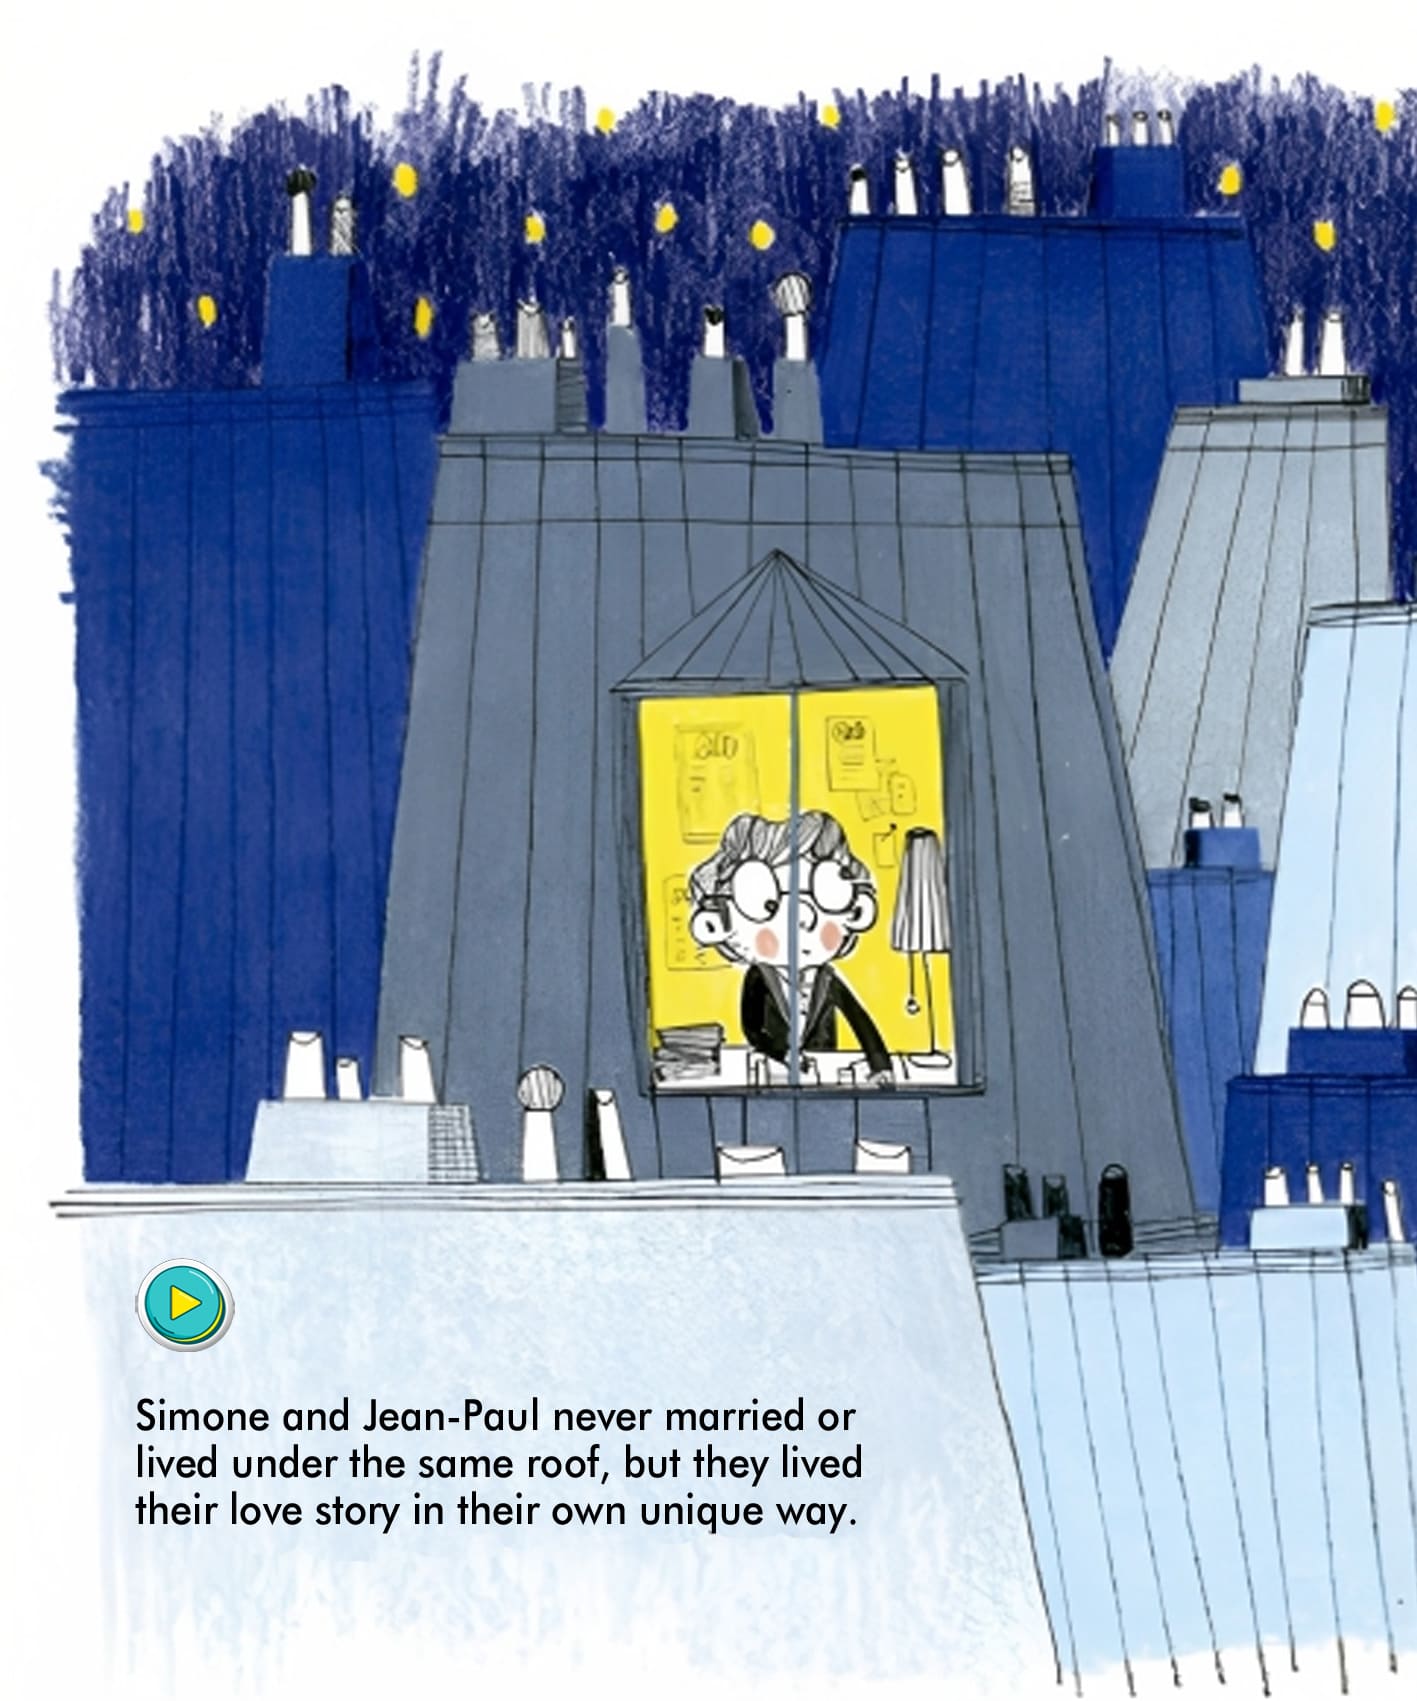 Simone and Jean-Paul never married or
lived under the same roof, but they lived
their love story in their own unique way.